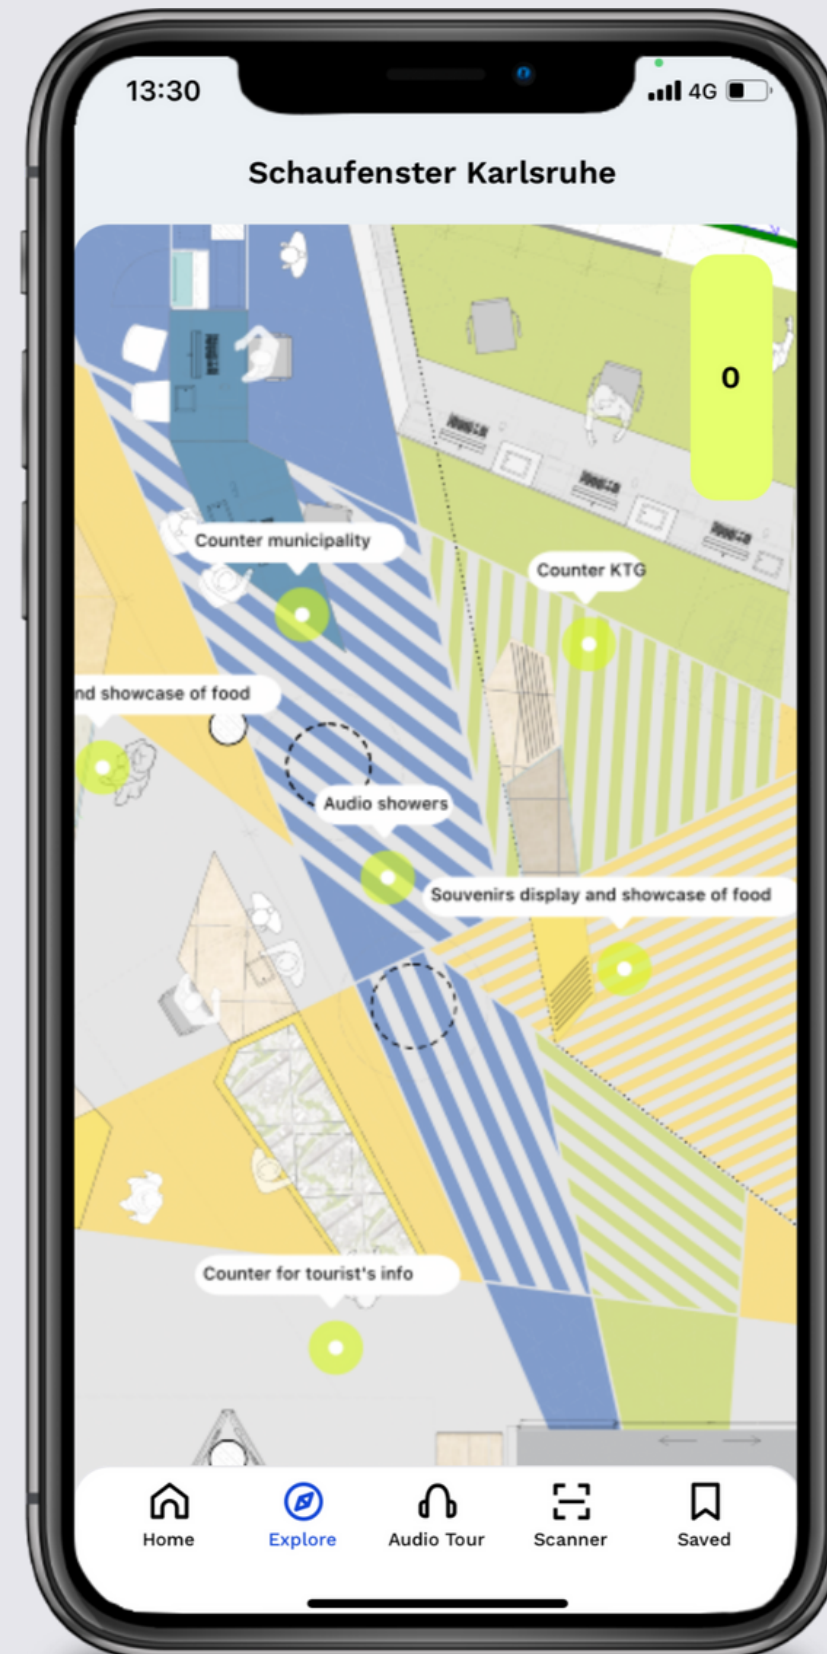 13:30
4G
Schaufenster Karlsruhe
0
Counter municipality
Counter KTG
nd showcase of food
Audio showers
Souvenirs display and showcase of food
Counter for tourist's info
Home
Explore
Audio Tour
Scanner
Saved